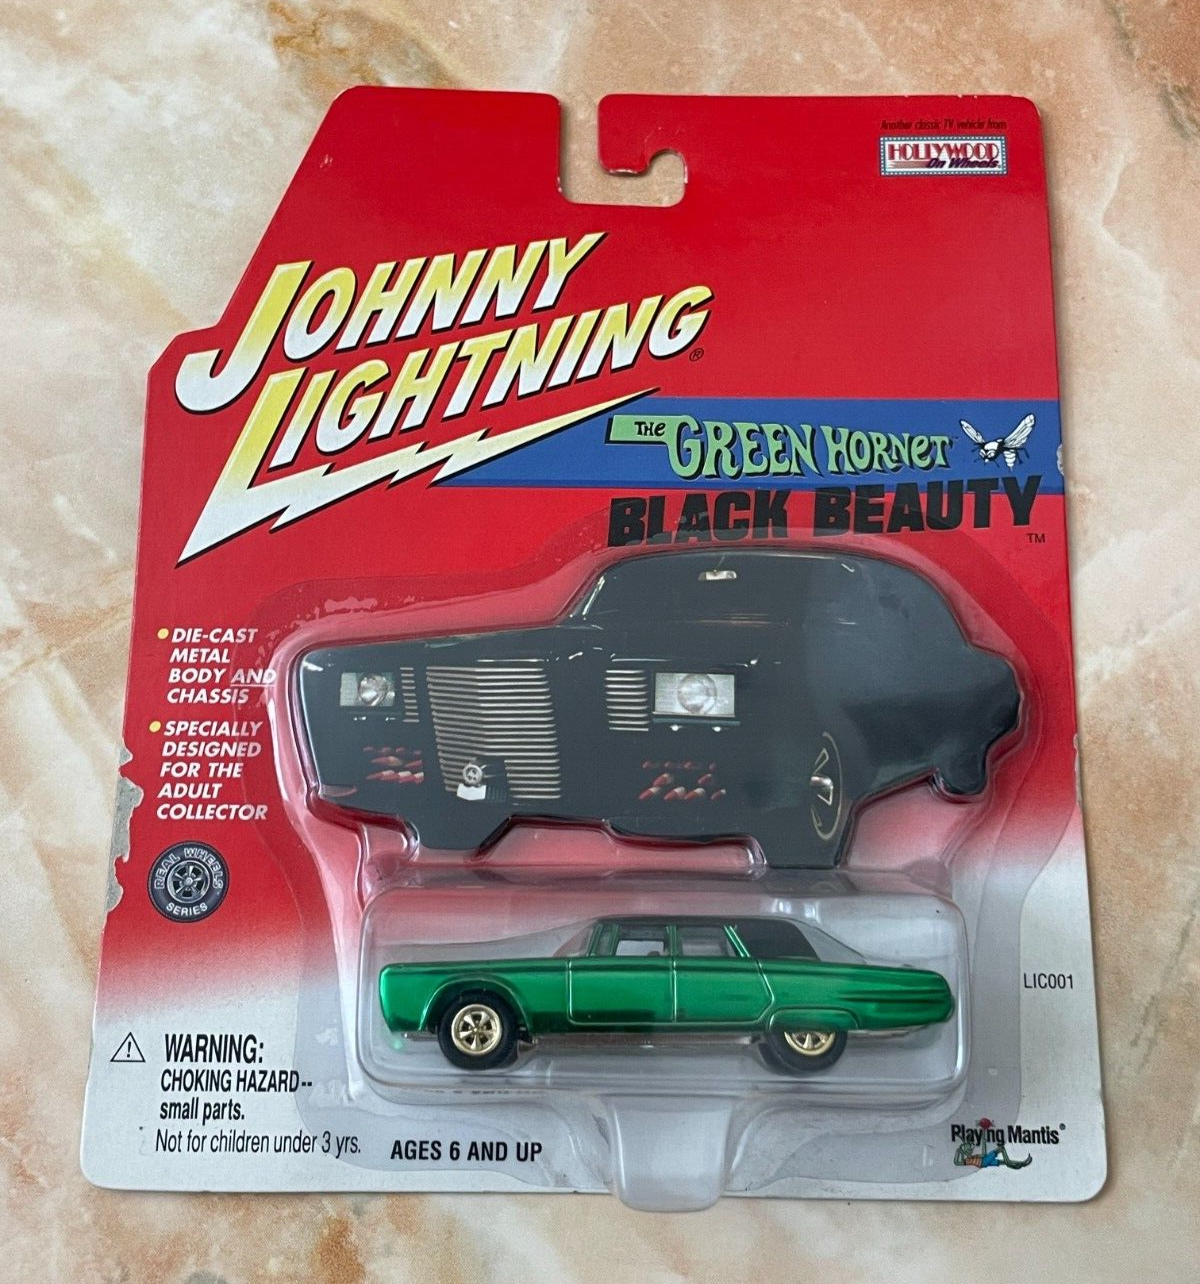 Another classic TV vehicle from
HOLLYWOOD
On Wheels
JOHNNY
LIGHTNING®
THE GREEN HORNET™
BLACK BEAUTY
TM
• DIE-CAST
METAL
BODY AND
CHASSIS
• SPECIALLY
DESIGNED
FOR THE
ADULT
COLLECTOR
REAL WHEELS
SERIES
LIC001
WARNING:
CHOKING HAZARD--
small parts.
Not for children under 3 yrs.
AGES 6 AND UP
Playing Mantis®